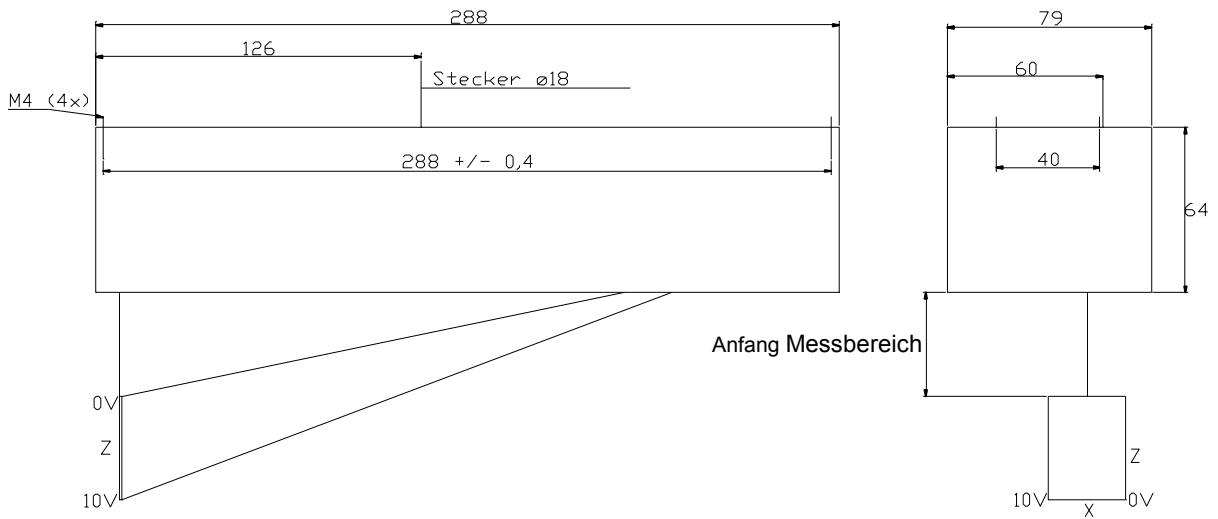 288
126
Stecker ø18
M4 (4x)
288 +/- 0,4
79
60
40
64
Anfang Messbereich
0V
Z
10V
Z
10V
0V
X